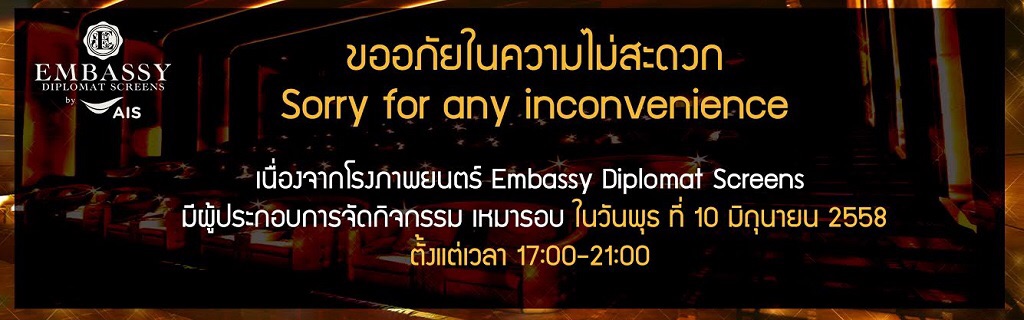 E
EMBASSY
DIPLOMAT SCREENS
by AIS
ขออภัยในความไม่สะดวก
Sorry for any inconvenience
เนื่องจากโรงภาพยนตร์ Embassy Diplomat Screens
มีผู้ประกอบการจัดกิจกรรม เหมารอบ ในวันพุธ ที่ 10 มิถุนายน 2558
ตั้งแต่เวลา 17:00-21:00